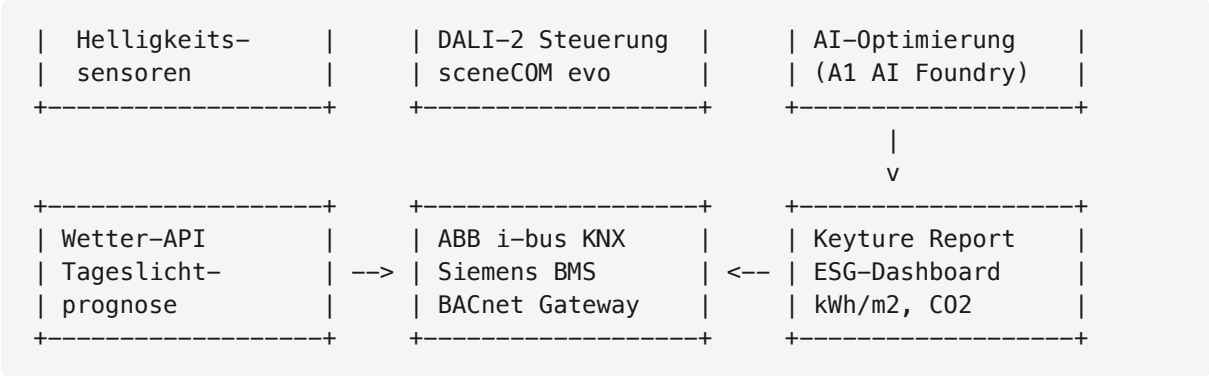 | Helligkeits- | | DALI-2 Steuerung | | AI-Optimierung |
| sensoren | | sceneCOM evo | | (A1 AI Foundry) |
+-------------------+ +-------------------+ +-------------------+
|
v
+-------------------+ +-------------------+ +-------------------+
| Wetter-API | | ABB i-bus KNX | | Keyture Report |
| Tageslicht- | --> | Siemens BMS | <-- | ESG-Dashboard |
| prognose | | BACnet Gateway | | kWh/m2, CO2 |
+-------------------+ +-------------------+ +-------------------+